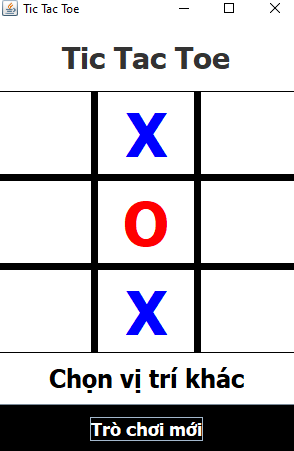 Tic Tac Toe
Tic Tac Toe
X
O
X
Chọn vị trí khác
Trò chơi mới